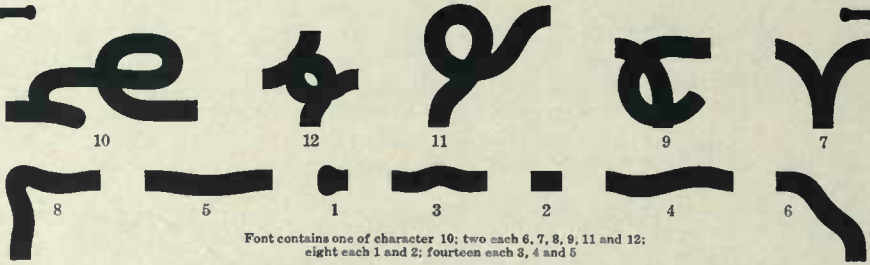 10 12 11 9 7
8 5 1 3 2 4 6
Font contains one of character 10; two each 6, 7, 8, 9, 11 and 12;
eight each 1 and 2; fourteen each 3, 4 and 5